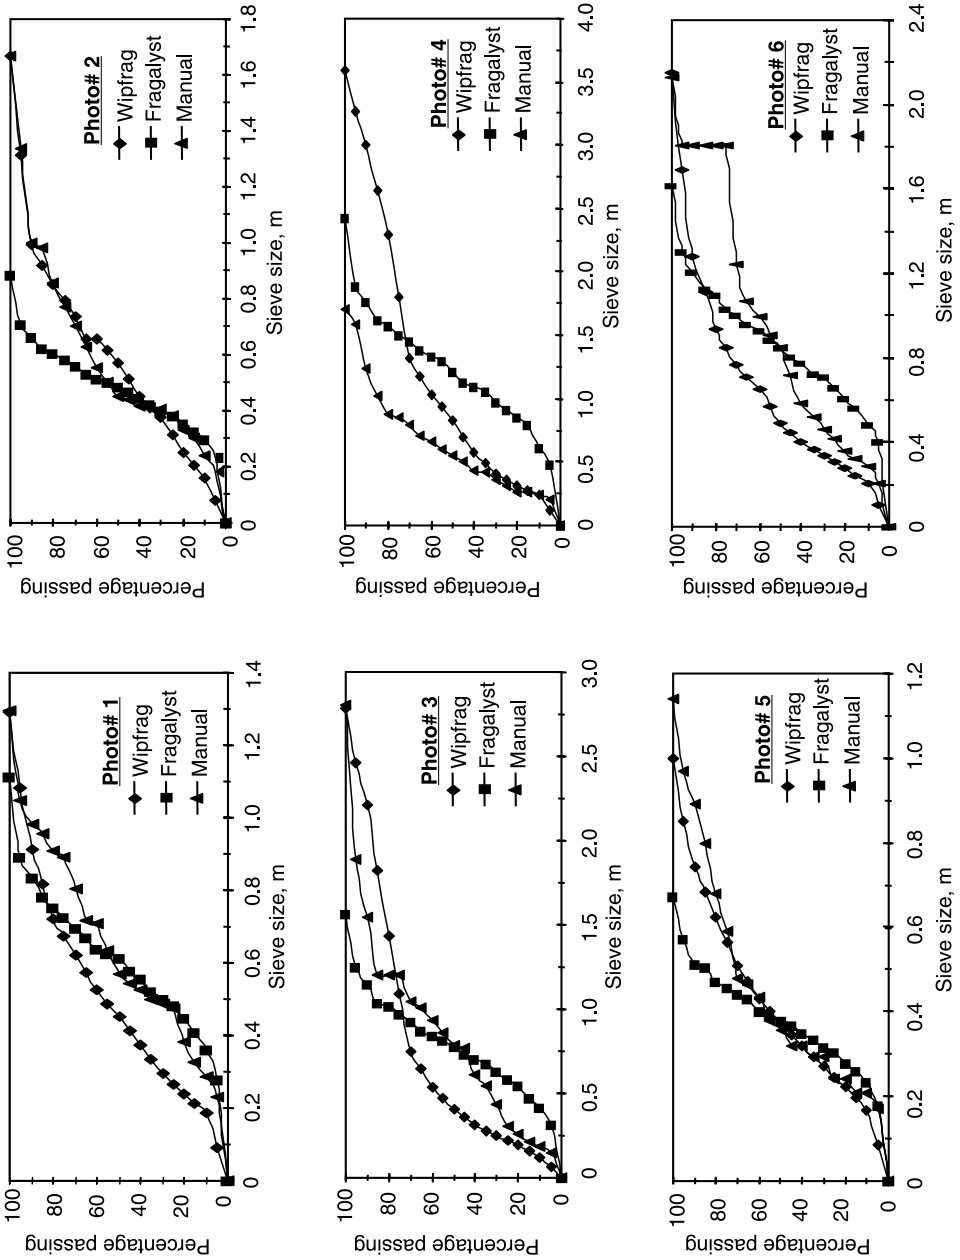 Percentage passing
100
80
60
40
20
0
Photo# 1
Wipfrag
Fragalyst
Manual
0 0.2 0.4 0.6 0.8 1.0 1.2 1.4
Sieve size, m
Percentage passing
100
80
60
40
20
0
Photo# 2
Wipfrag
Fragalyst
Manual
0 0.2 0.4 0.6 0.8 1.0 1.2 1.4 1.6 1.8
Sieve size, m
Percentage passing
100
80
60
40
20
0
Photo# 3
Wipfrag
Fragalyst
Manual
0 0.5 1.0 1.5 2.0 2.5 3.0
Sieve size, m
Percentage passing
100
80
60
40
20
0
Photo# 4
Wipfrag
Fragalyst
Manual
0 0.5 1.0 1.5 2.0 2.5 3.0 3.5 4.0
Sieve size, m
Percentage passing
100
80
60
40
20
0
Photo# 5
Wipfrag
Fragalyst
Manual
0 0.2 0.4 0.6 0.8 1.0 1.2
Sieve size, m
Percentage passing
100
80
60
40
20
0
Photo# 6
Wipfrag
Fragalyst
Manual
0 0.4 0.8 1.2 1.6 2.0 2.4
Sieve size, m